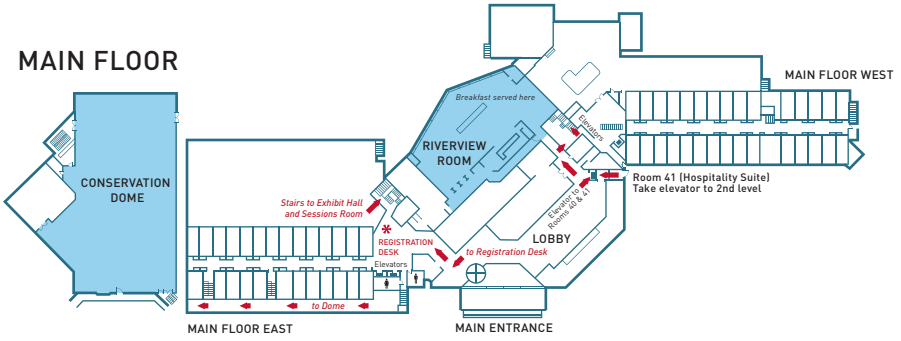 MAIN FLOOR
MAIN FLOOR WEST
Breakfast served here
Elevators
RIVERVIEW
ROOM
CONSERVATION
DOME
Room 41 (Hospitality Suite)
Take elevator to 2nd level
Elevator to
Rooms 40 & 41
Stairs to Exhibit Hall
and Sessions Room
*
REGISTRATION
DESK
LOBBY
to Registration Desk
Elevators
to Dome
MAIN FLOOR EAST
MAIN ENTRANCE